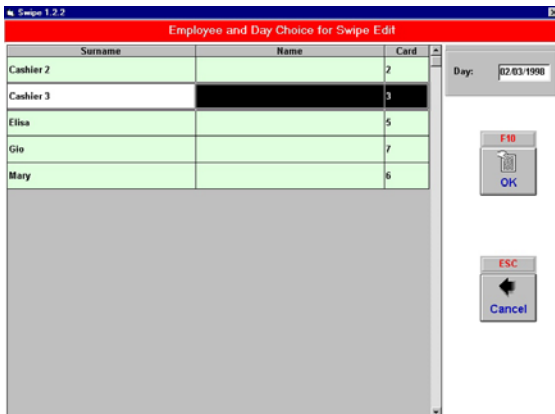 Swipe 1.2.2
Employee and Day Choice for Swipe Edit
Surname Name Card
Cashier 2 2
Cashier 3 3
Elisa 5
Gio 7
Mary 6
Day: 02/03/1998
F10
OK
ESC
Cancel